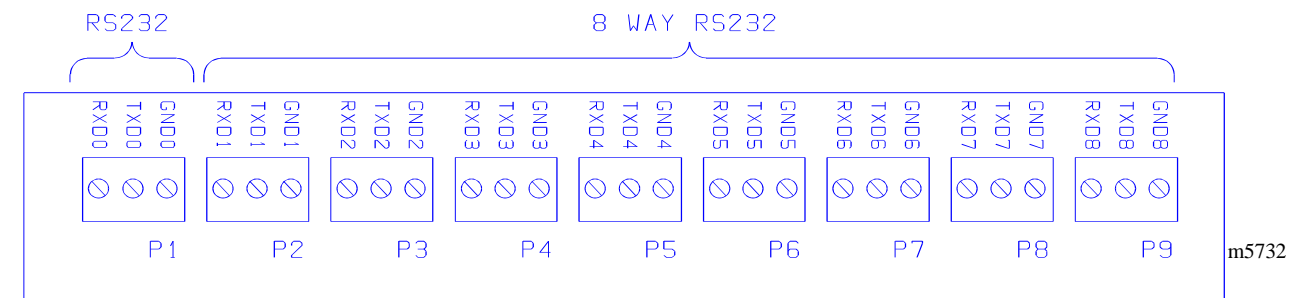 RS232 8 WAY RS232
RXD0 TXD0 GND0 RXD1 TXD1 GND1 RXD2 TXD2 GND2 RXD3 TXD3 GND3 RXD4 TXD4 GND4 RXD5 TXD5 GND5 RXD6 TXD6 GND6 RXD7 TXD7 GND7 RXD8 TXD8 GND8
P1 P2 P3 P4 P5 P6 P7 P8 P9 m5732